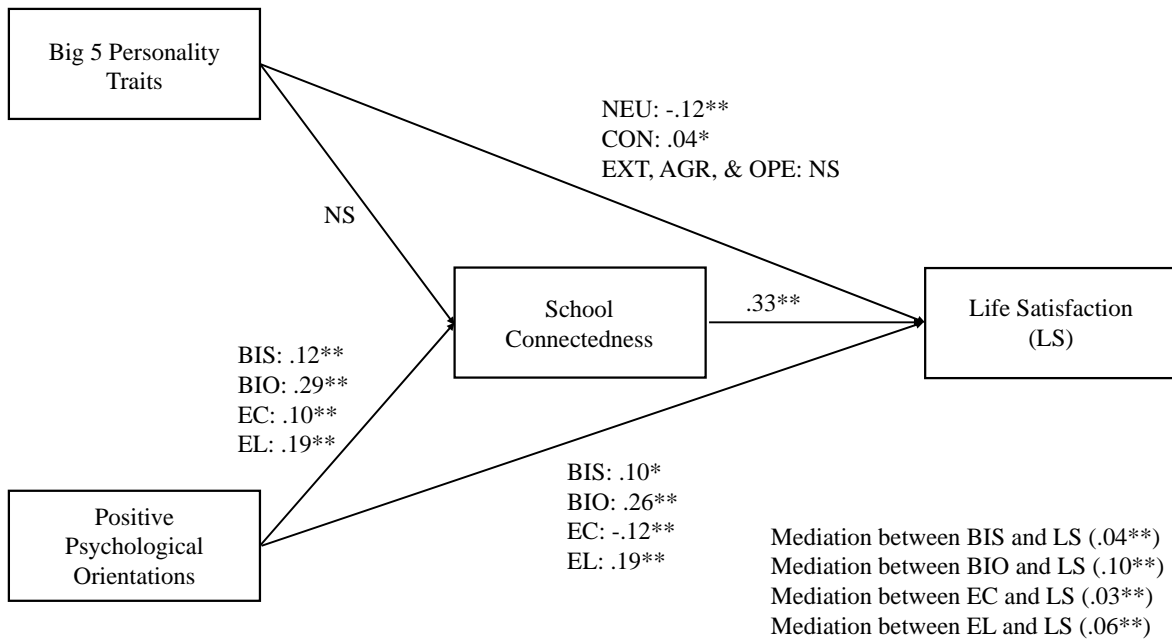 Big 5 Personality
Traits
NEU: -.12**
CON: .04*
EXT, AGR, & OPE: NS
NS
School
Connectedness
.33**
Life Satisfaction
(LS)
BIS: .12**
BIO: .29**
EC: .10**
EL: .19**
Positive
Psychological
Orientations
BIS: .10*
BIO: .26**
EC: -.12**
EL: .19**
Mediation between BIS and LS (.04**)
Mediation between BIO and LS (.10**)
Mediation between EC and LS (.03**)
Mediation between EL and LS (.06**)